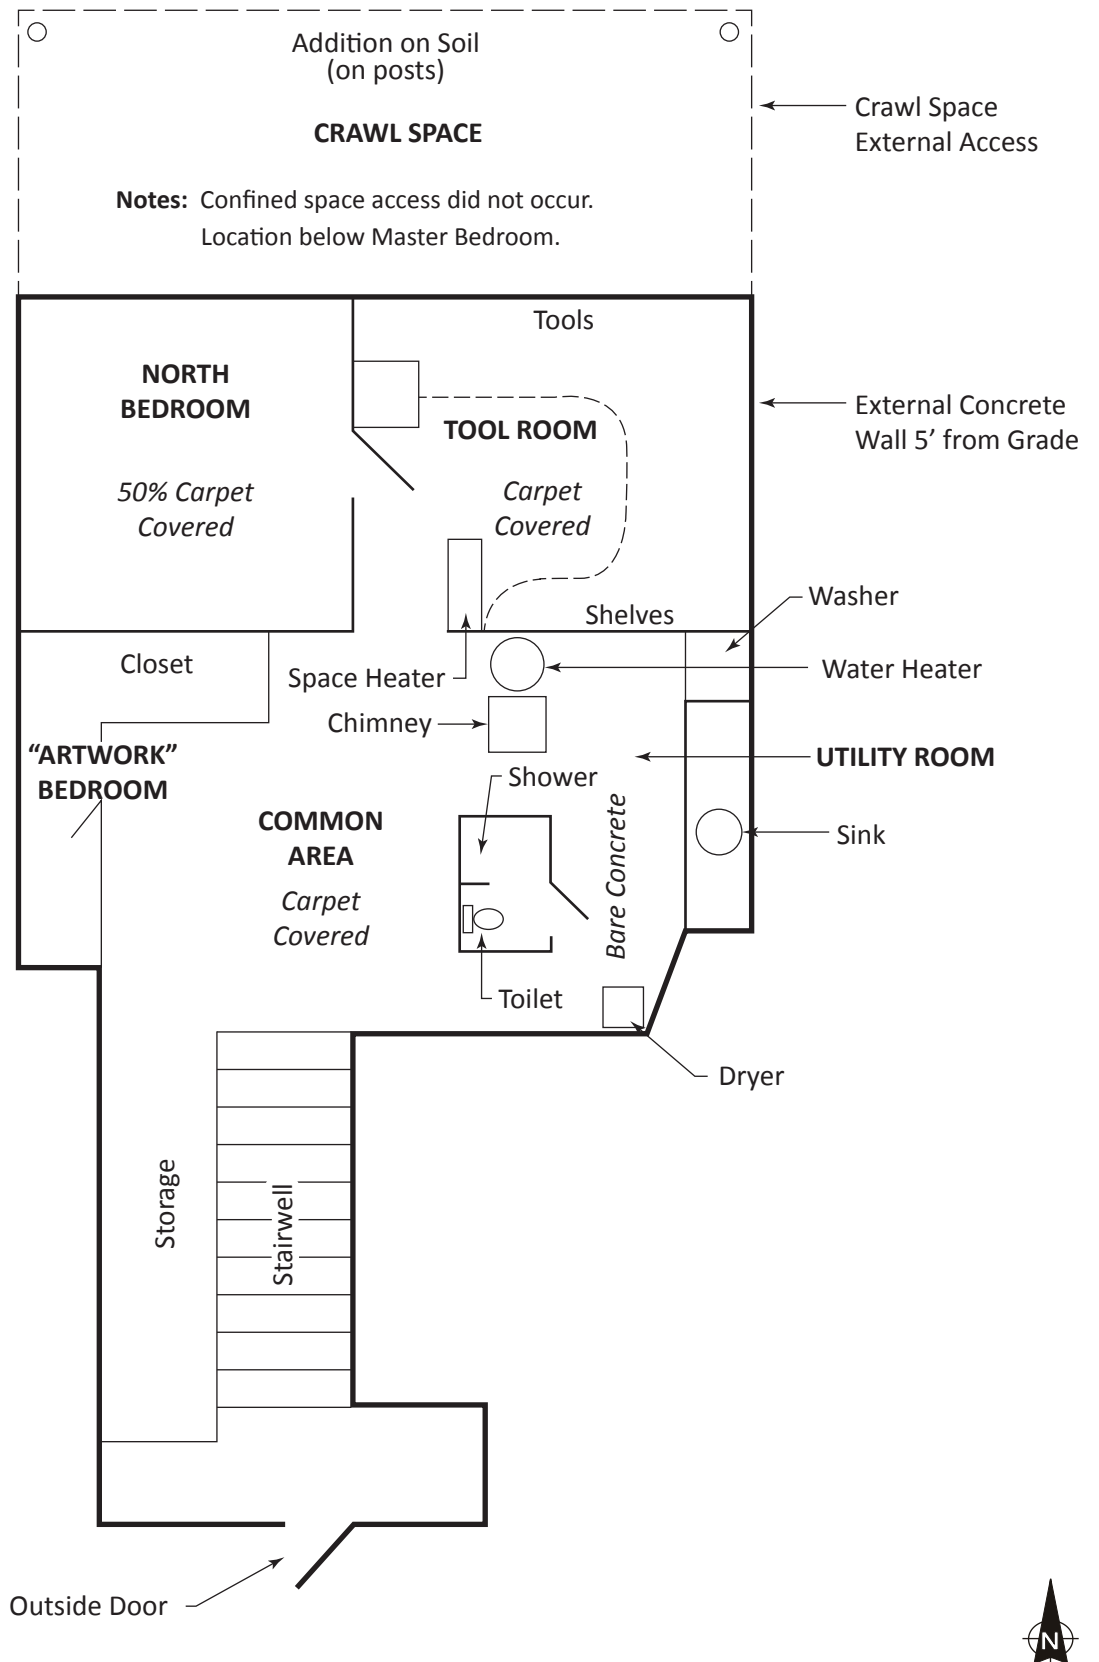 Addition on Soil
(on posts)
CRAWL SPACE
Crawl Space
External Access
Notes: Confined space access did not occur.
Location below Master Bedroom.
Tools
NORTH
BEDROOM
50% Carpet
Covered
TOOL ROOM
Carpet
Covered
External Concrete
Wall 5’ from Grade
Shelves
Washer
Closet
Space Heater
Water Heater
Chimney
“ARTWORK”
BEDROOM
UTILITY ROOM
Shower
COMMON
AREA
Carpet
Covered
Bare Concrete
Sink
Toilet
Dryer
Storage
Stairwell
Outside Door
N